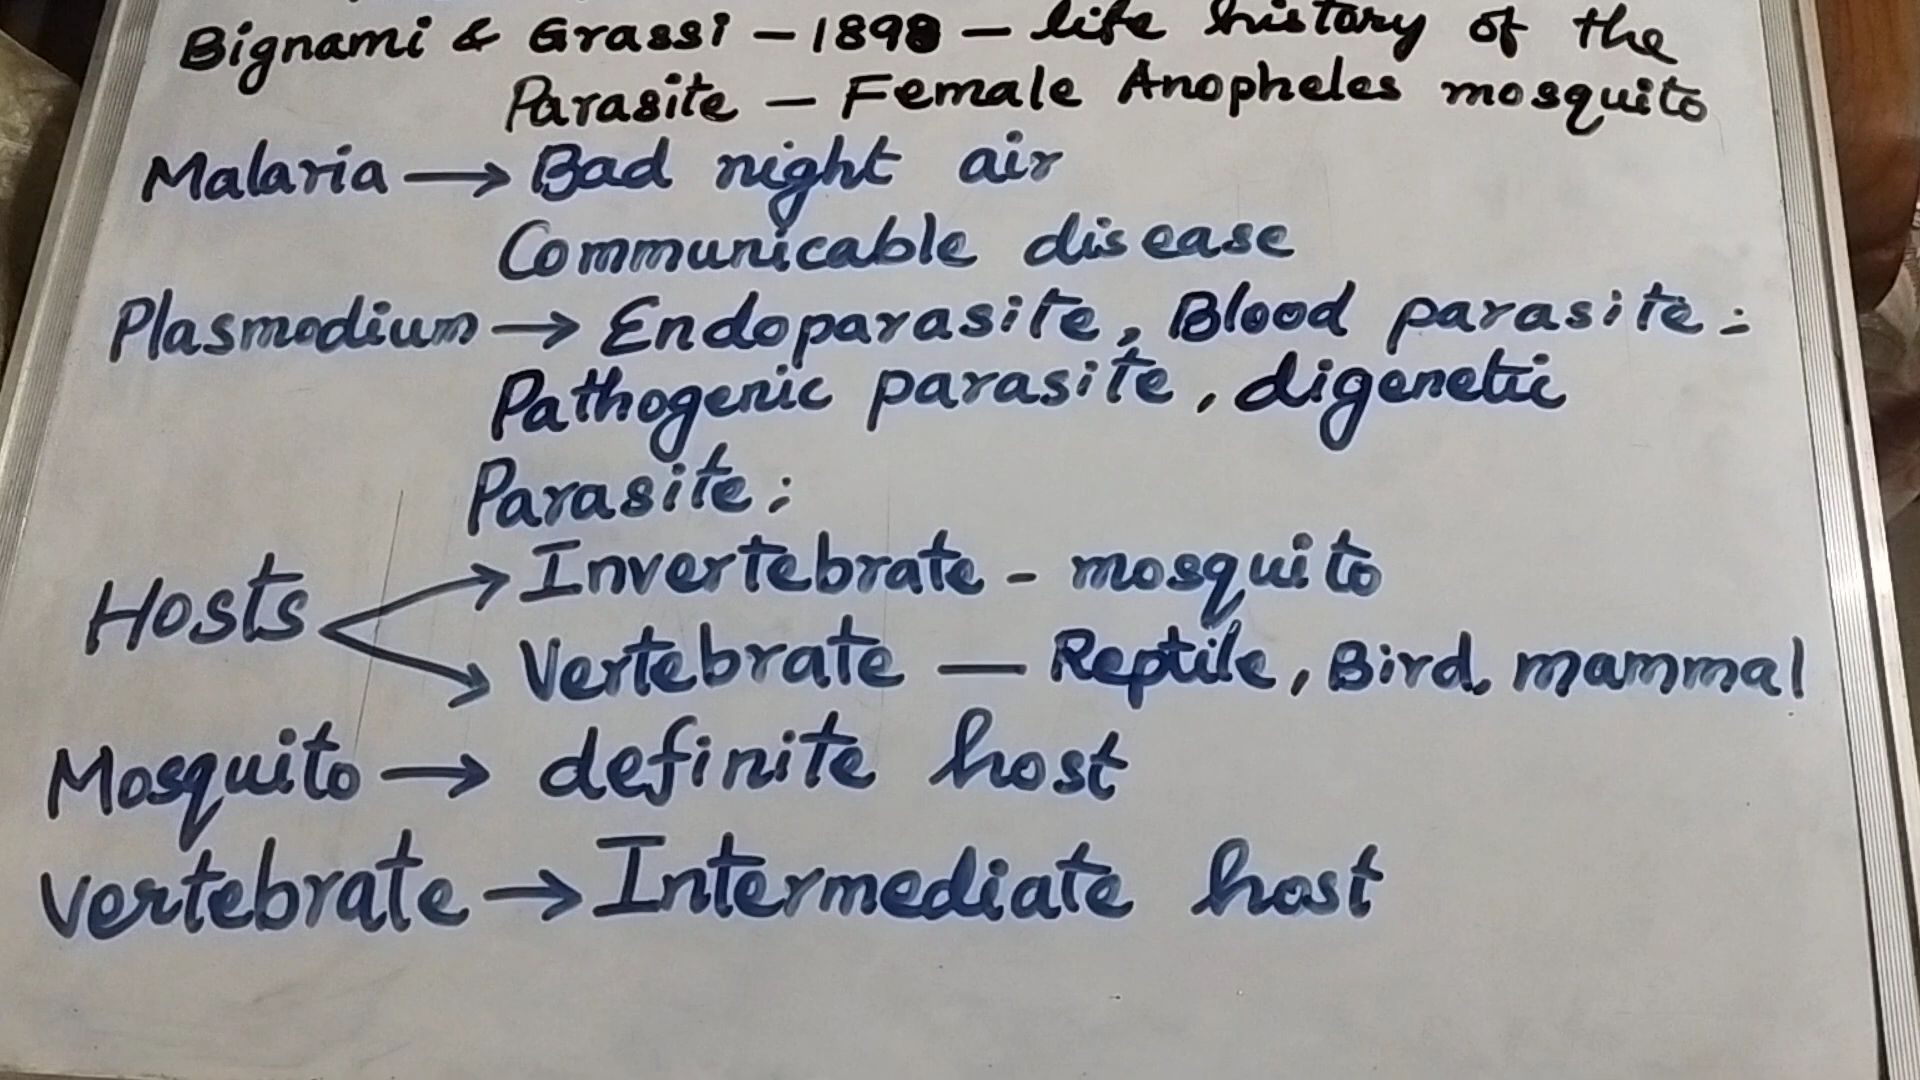 Bignami & Grassi - 1898 - life history of the
Parasite - Female Anopheles mosquito
Malaria → Bad night air
Communicable disease
Plasmodium → Endoparasite, Blood parasite:
Pathogenic parasite, digenetic
Parasite:
Hosts → Invertebrate - mosquito
→ Vertebrate - Reptile, Bird, mammal
Mosquito → definite host
Vertebrate → Intermediate host